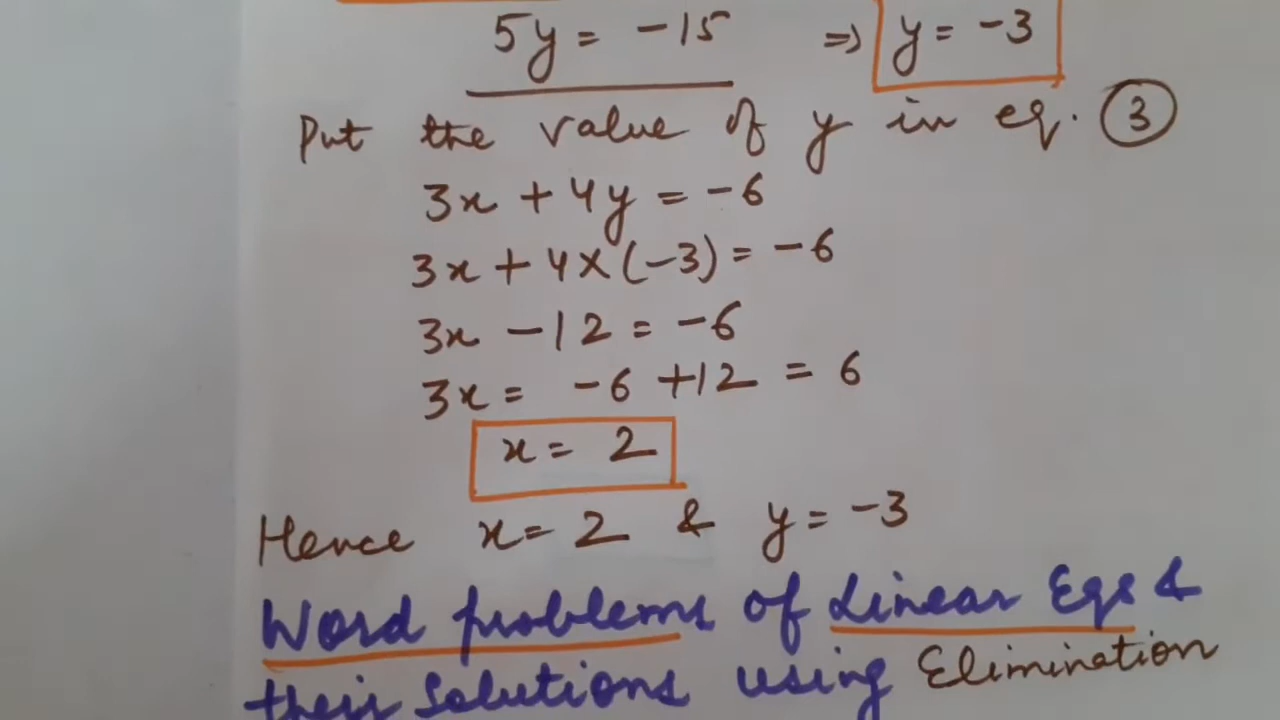 5y = -15 ⇒ y = -3
Put the value of y in eq. 3
3x + 4y = -6
3x + 4×(-3) = -6
3x -12 = -6
3x = -6 +12 = 6
x = 2
Hence x = 2 & y = -3
Word problems of Linear Eqs &
their Solutions using Elimination